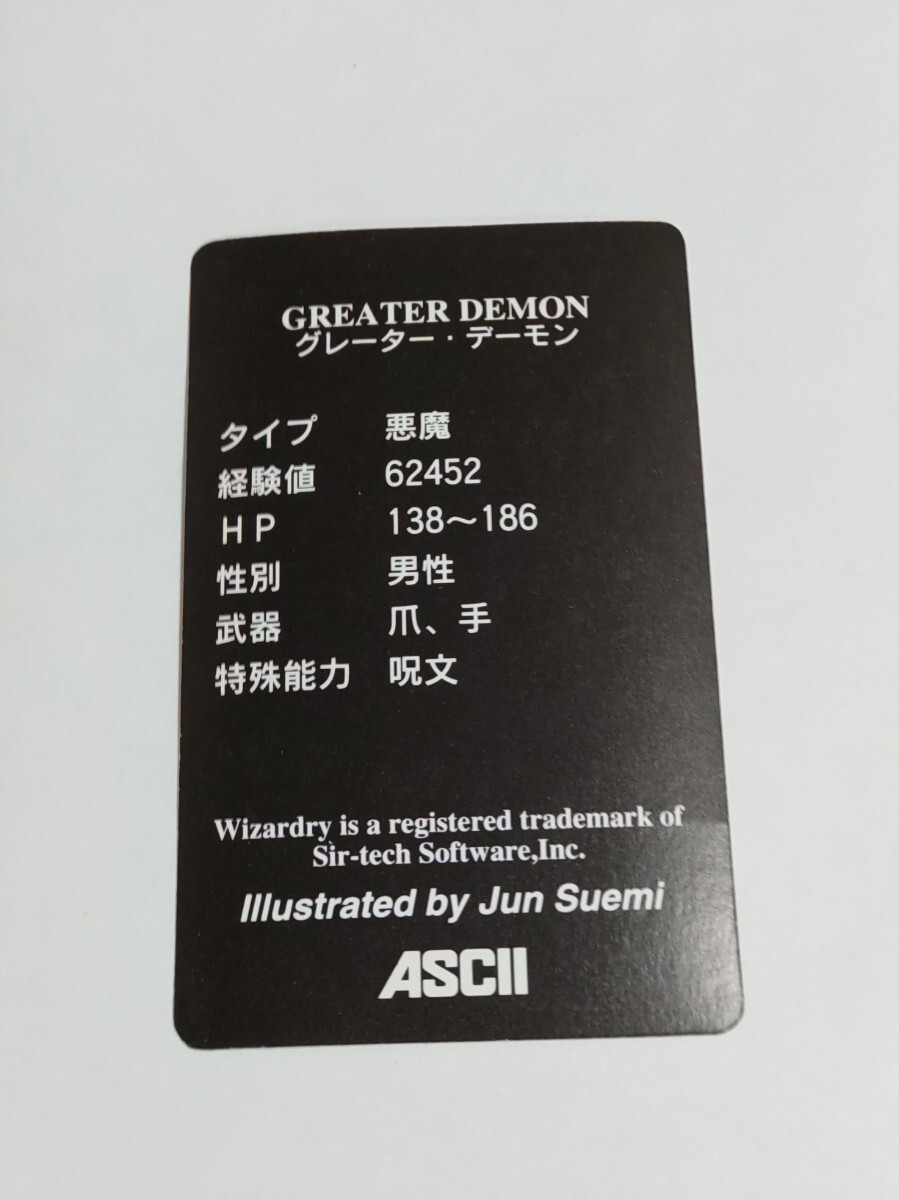 GREATER DEMON
グレーター・デーモン
タイプ 悪魔
経験値 62452
HP 138〜186
性別 男性
武器 爪、手
特殊能力 呪文
Wizardry is a registered trademark of
Sir-tech Software,Inc.
Illustrated by Jun Suemi
ASCII